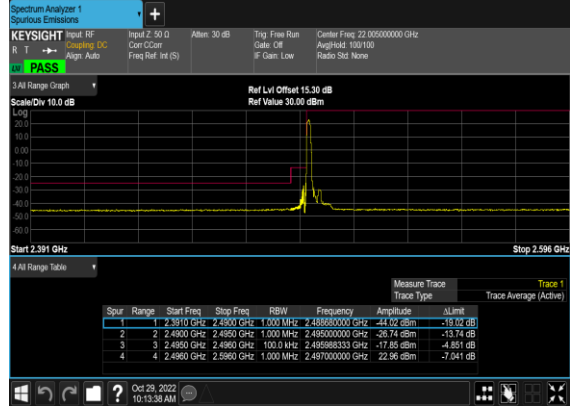 Spectrum Analyzer 1
Spurious Emissions
+
KEYSIGHT Input: RF Input Z: 50 Ω Atten: 30 dB Trig: Free Run Center Freq: 22.005000000 GHz
R T Coupling: DC Corr CCorr Gate: Off Avg|Hold: 100/100
Align: Auto Freq Ref: Int (S) IF Gain: Low Radio Std: None
PASS
3 All Range Graph
Ref Lvl Offset 15.30 dB
Scale/Div 10.0 dB Ref Value 30.00 dBm
Log
20.0
10.0
0.00
-10.0
-20.0
-30.0
-40.0
-50.0
-60.0
Start 2.391 GHz Stop 2.596 GHz
4 All Range Table
Measure Trace Trace 1
Trace Type Trace Average (Active)
Spur Range Start Freq Stop Freq RBW Frequency Amplitude ΔLimit
1 1 2.3910 GHz 2.4900 GHz 1.000 MHz 2.488680000 GHz -44.02 dBm -19.02 dB
2 2 2.4900 GHz 2.4950 GHz 1.000 MHz 2.495000000 GHz -26.74 dBm -13.74 dB
3 3 2.4950 GHz 2.4960 GHz 100.0 kHz 2.495988333 GHz -17.85 dBm -4.851 dB
4 4 2.4960 GHz 2.5960 GHz 1.000 MHz 2.497000000 GHz 22.96 dBm -7.041 dB
? Oct 29, 2022
10:13:38 AM